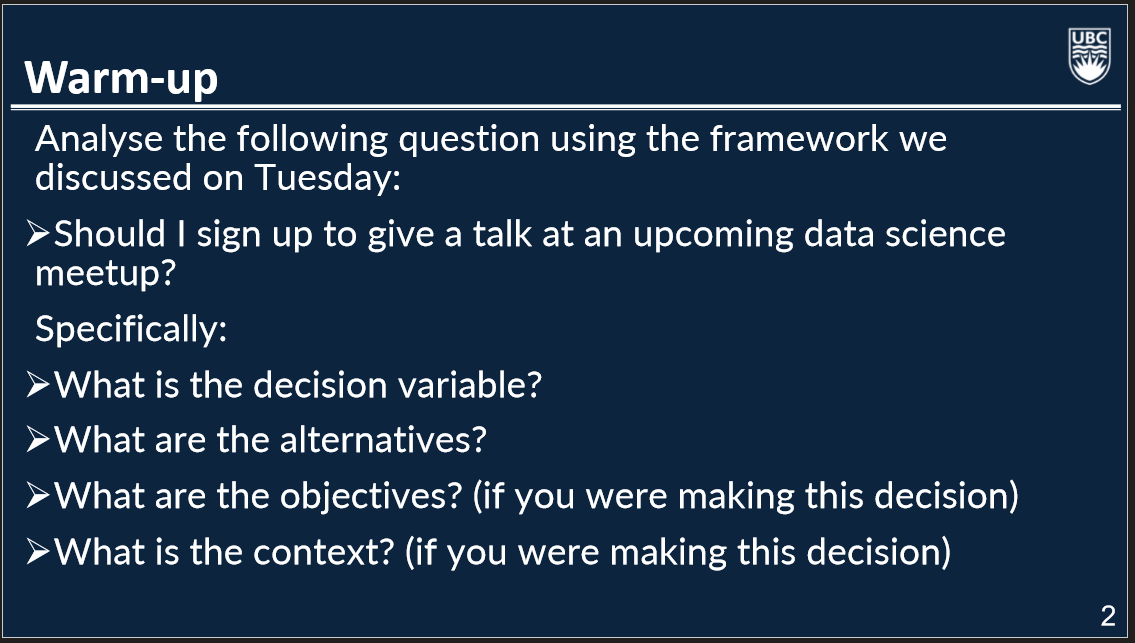 UBC
Warm-up
Analyse the following question using the framework we
discussed on Tuesday:
➢Should I sign up to give a talk at an upcoming data science
meetup?
Specifically:
➢What is the decision variable?
➢What are the alternatives?
➢What are the objectives? (if you were making this decision)
➢What is the context? (if you were making this decision)
2